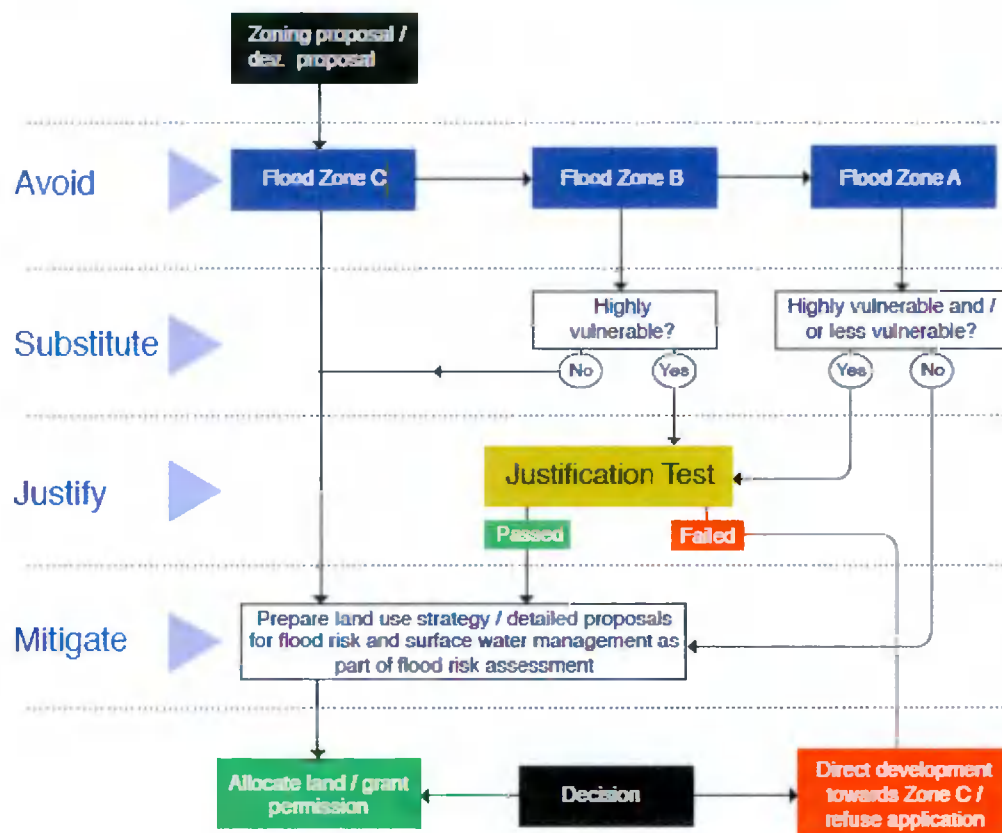 Zoning proposal /
dev. proposal
Avoid
Flood Zone C
Flood Zone B
Flood Zone A
Substitute
Highly
vulnerable?
Highly vulnerable and /
or less vulnerable?
No
Yes
Yes
No
Justify
Justification Test
Passed
Failed
Mitigate
Prepare land use strategy / detailed proposals
for flood risk and surface water management as
part of flood risk assessment
Allocate land / grant
permission
Decision
Direct development
towards Zone C /
refuse application